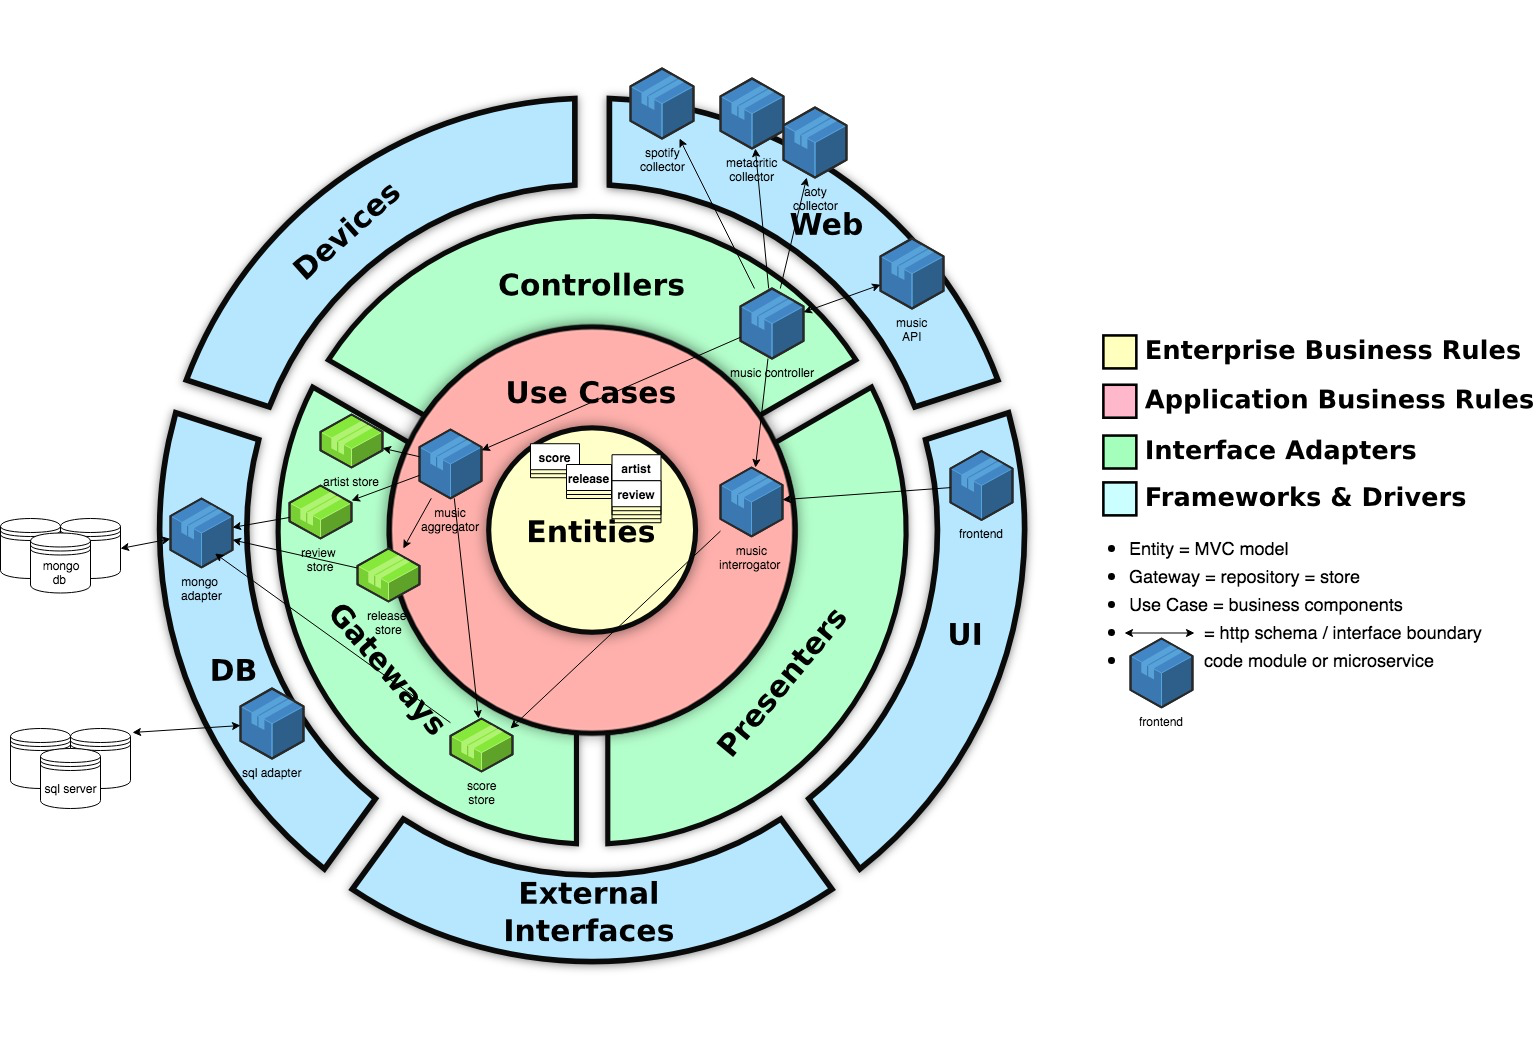 spotify
collector
metacritic
collector
aoty
collector
Web
Devices
Controllers
music
API
music controller
Use Cases
artist store
music
aggregator
score
release
artist
review
Entities
music
interrogator
frontend
review
store
mongo
db
mongo
adapter
release
store
Gateways
DB
UI
Presenters
sql adapter
sql server
score
store
External
Interfaces
Enterprise Business Rules
Application Business Rules
Interface Adapters
Frameworks & Drivers
• Entity = MVC model
• Gateway = repository = store
• Use Case = business components
• = http schema / interface boundary
• code module or microservice
frontend